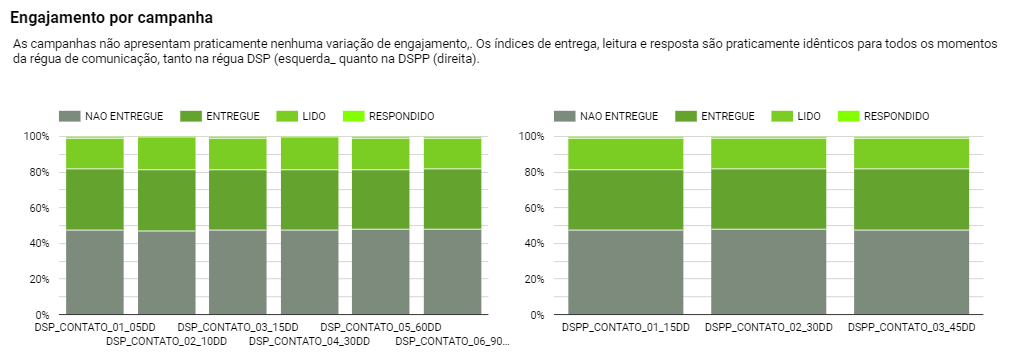 Engajamento por campanha
As campanhas não apresentam praticamente nenhuma variação de engajamento,. Os índices de entrega, leitura e resposta são praticamente idênticos para todos os momentos
da régua de comunicação, tanto na régua DSP (esquerda_ quanto na DSPP (direita).
NAO ENTREGUE ENTREGUE LIDO RESPONDIDO
100%
80%
60%
40%
20%
0%
DSP_CONTATO_01_05DD DSP_CONTATO_03_15DD DSP_CONTATO_05_60DD
DSP_CONTATO_02_10DD DSP_CONTATO_04_30DD DSP_CONTATO_06_90…
NAO ENTREGUE ENTREGUE LIDO RESPONDIDO
100%
80%
60%
40%
20%
0%
DSPP_CONTATO_01_15DD DSPP_CONTATO_02_30DD DSPP_CONTATO_03_45DD